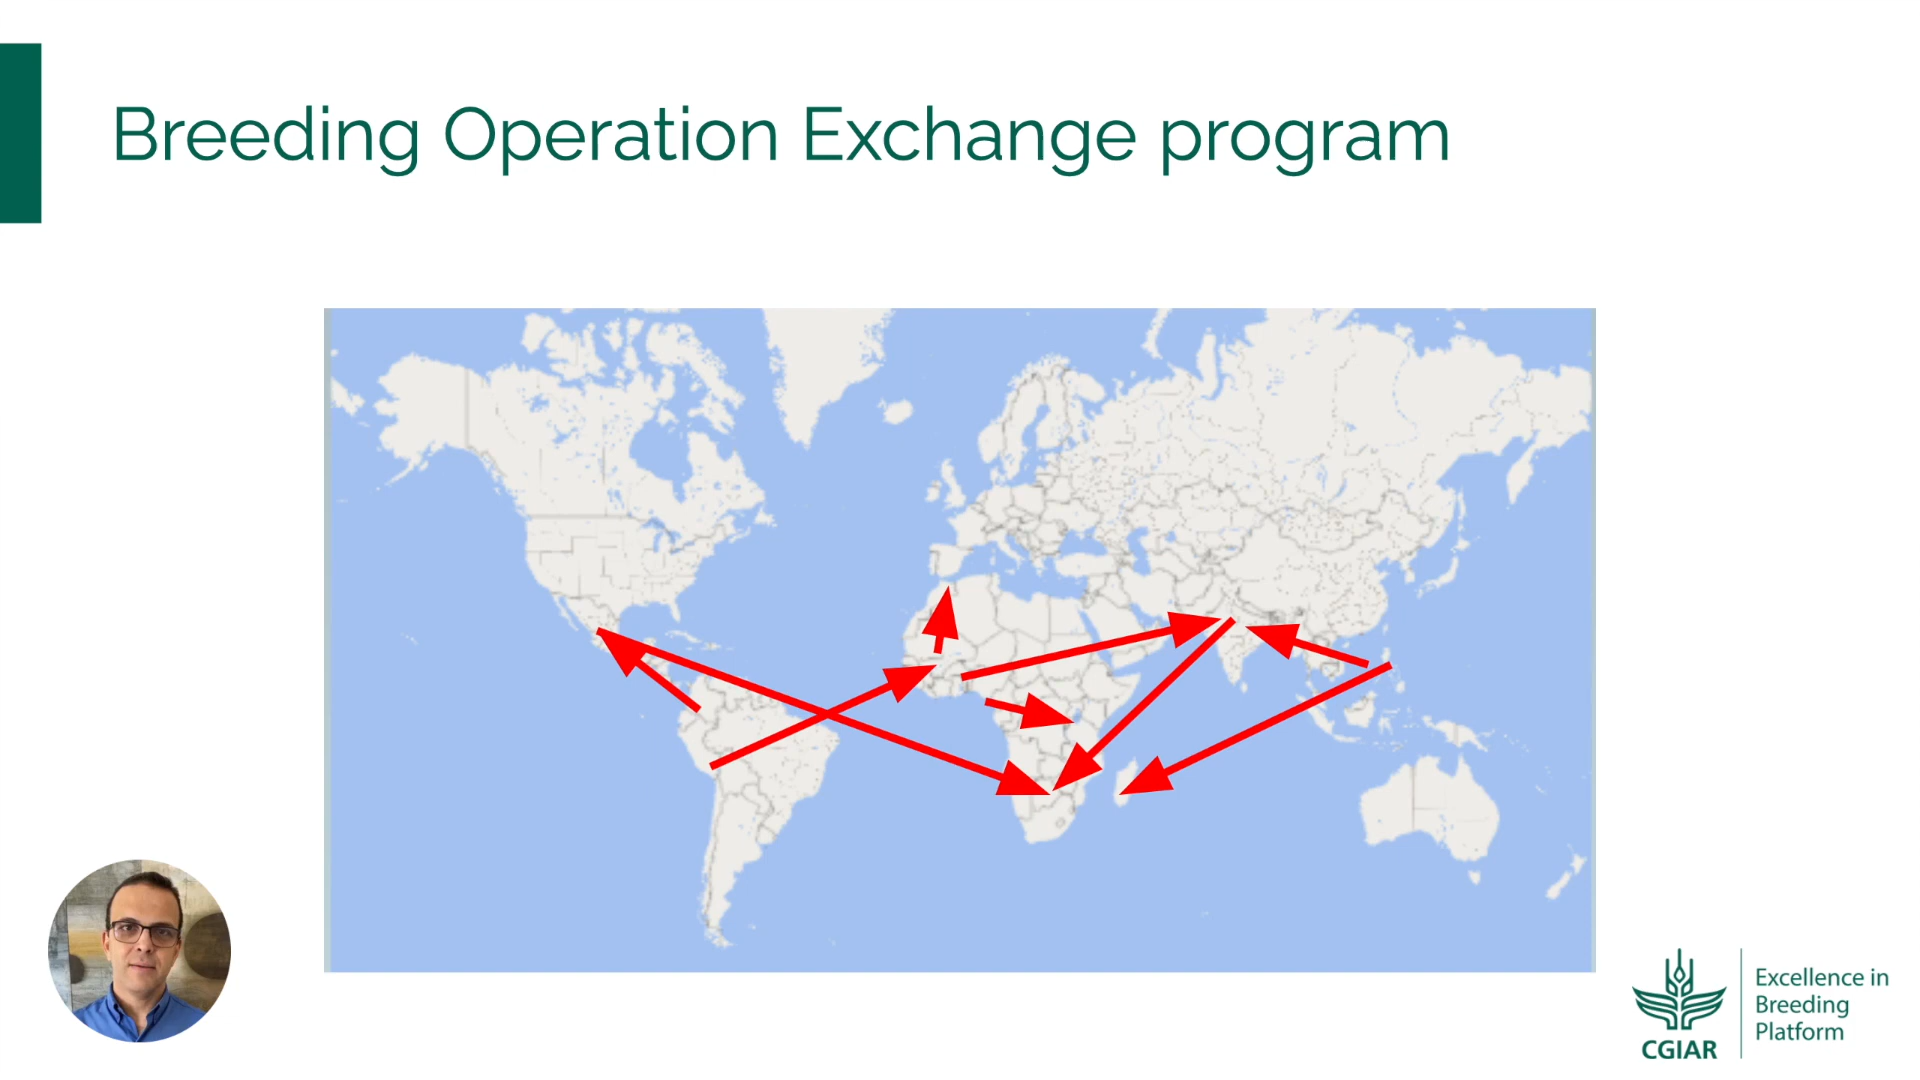 Breeding Operation Exchange program
Excellence in
Breeding
Platform
CGIAR